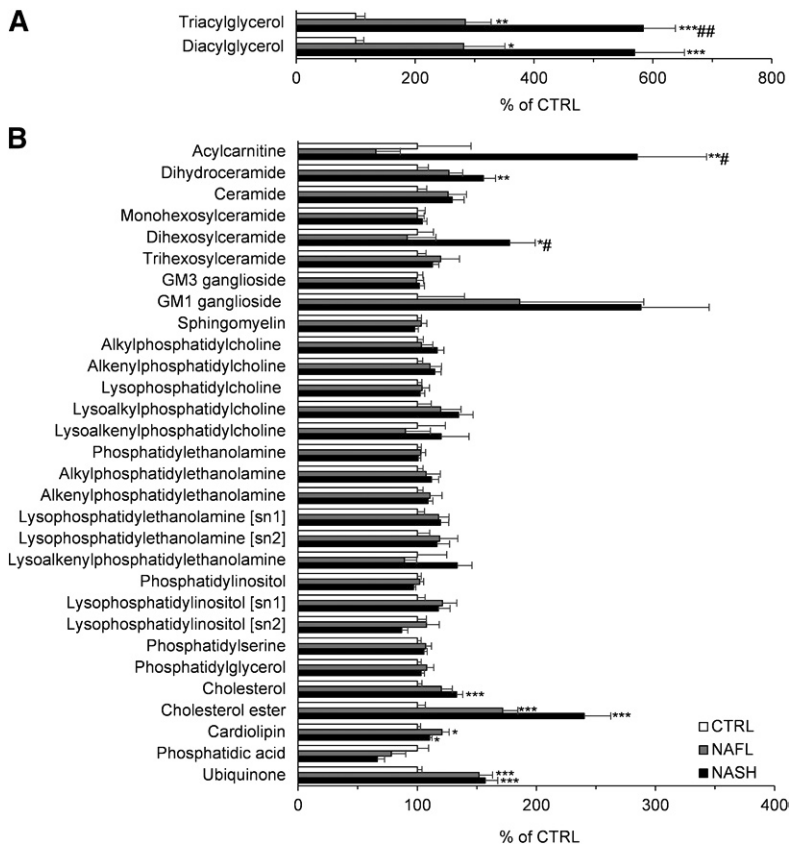 A
Triacylglycerol
**
***##
Diacylglycerol
*
***
0 200 400 600 800
% of CTRL
B
Acylcarnitine
**#
Dihydroceramide
**
Ceramide
Monohexosylceramide
Dihexosylceramide
*#
Trihexosylceramide
GM3 ganglioside
GM1 ganglioside
Sphingomyelin
Alkylphosphatidylcholine
Alkenylphosphatidylcholine
Lysophosphatidylcholine
Lysoalkylphosphatidylcholine
Lysoalkenylphosphatidylcholine
Phosphatidylethanolamine
Alkylphosphatidylethanolamine
Alkenylphosphatidylethanolamine
Lysophosphatidylethanolamine [sn1]
Lysophosphatidylethanolamine [sn2]
Lysoalkenylphosphatidylethanolamine
Phosphatidylinositol
Lysophosphatidylinositol [sn1]
Lysophosphatidylinositol [sn2]
Phosphatidylserine
Phosphatidylglycerol
Cholesterol
***
Cholesterol ester
***
***
Cardiolipin
*
*
Phosphatidic acid
Ubiquinone
***
***
CTRL
NAFL
NASH
0 100 200 300 400
% of CTRL